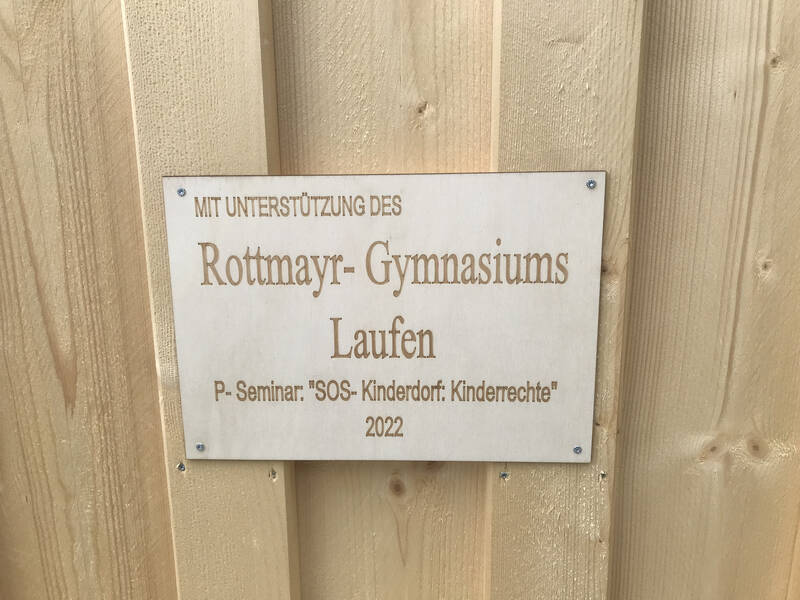 MIT UNTERSTÜTZUNG DES
Rottmayr- Gymnasiums
Laufen
P- Seminar: "SOS- Kinderdorf: Kinderrechte"
2022